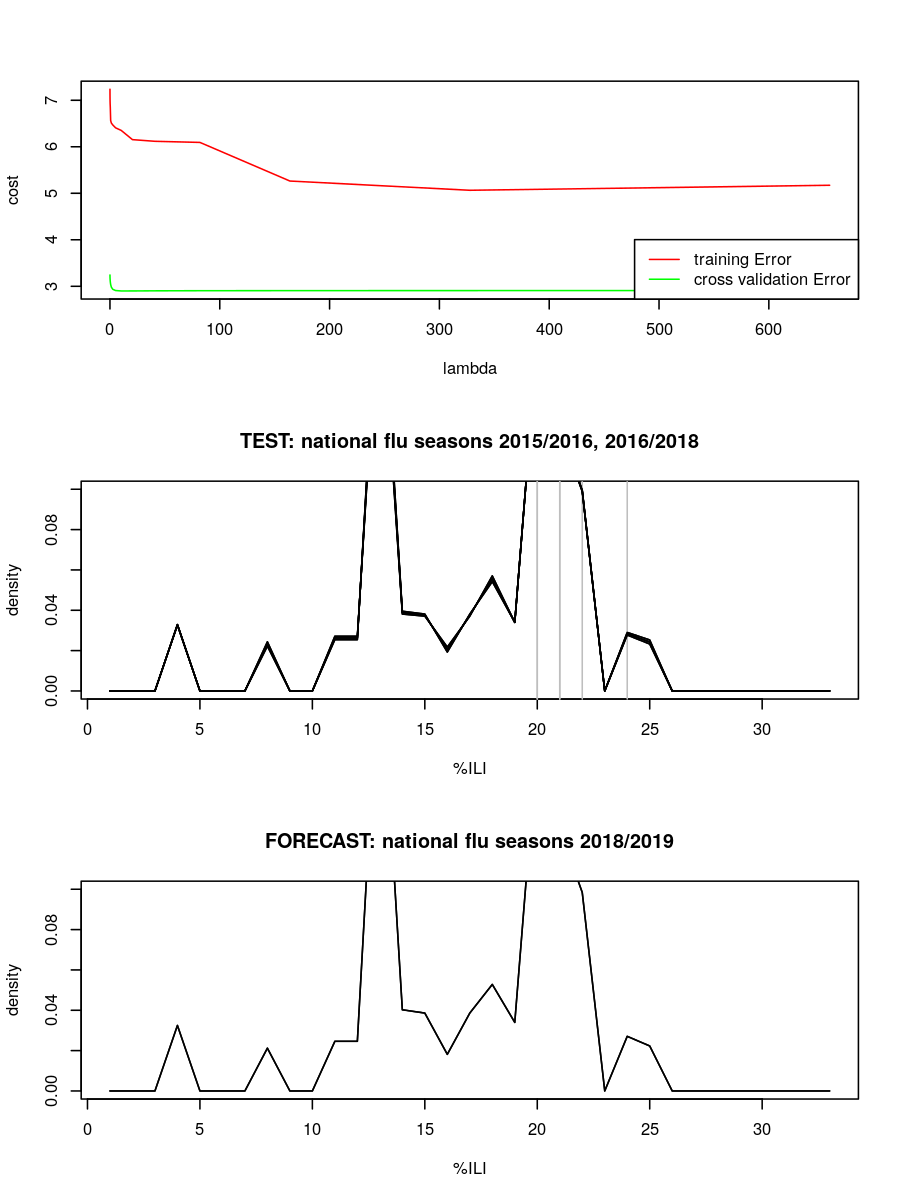 7
6
5
4
3
cost
training Error
cross validation Error
0 100 200 300 400 500 600
lambda
TEST: national flu seasons 2015/2016, 2016/2018
0.08
0.04
0.00
density
0 5 10 15 20 25 30
%ILI
FORECAST: national flu seasons 2018/2019
0.08
0.04
0.00
density
0 5 10 15 20 25 30
%ILI